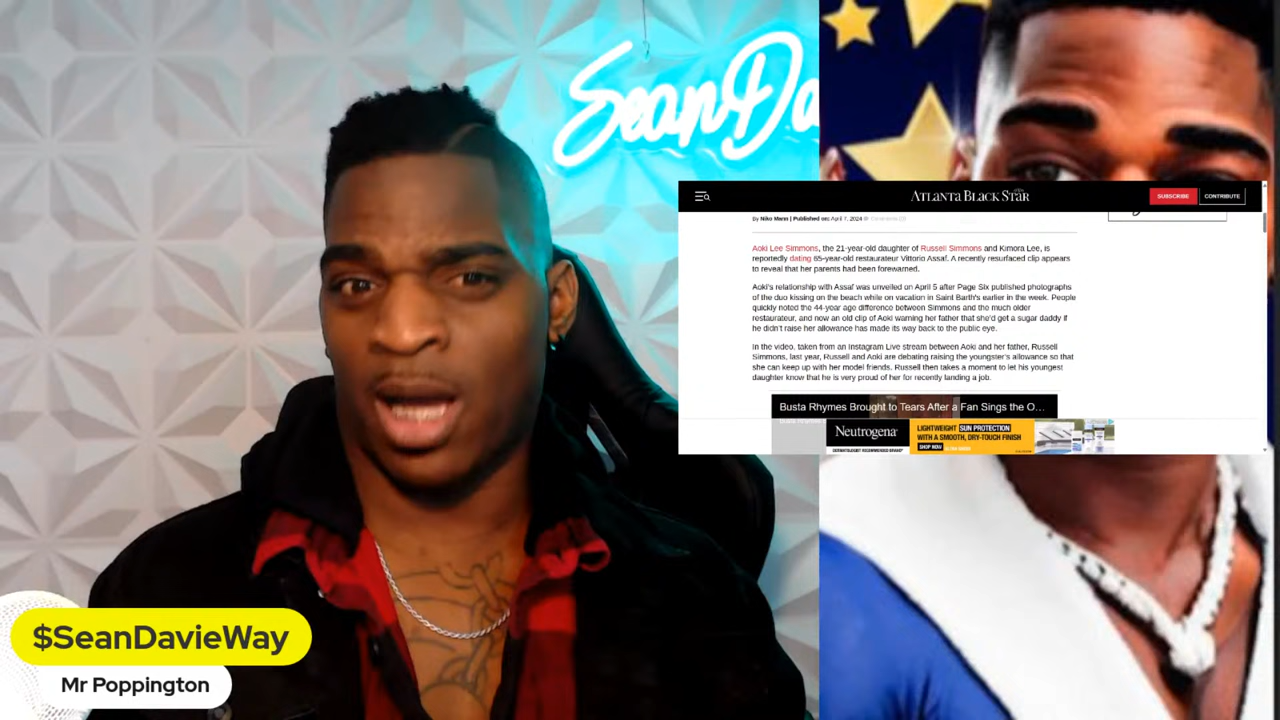 SeanDa
ATLANTA BLACK STAR
SUBSCRIBE
CONTRIBUTE
By Niko Mann | Published on: April 7, 2024
Aoki Lee Simmons, the 21-year-old daughter of Russell Simmons and Kimora Lee, is
reportedly dating 65-year-old restaurateur Vittorio Assaf. A recently resurfaced clip appears
to reveal that her parents had been forewarned.
Aoki's relationship with Assaf was unveiled on April 5 after Page Six published photographs
of the duo kissing on the beach while on vacation in Saint Barth's earlier in the week. People
quickly noted the 44-year age difference between Simmons and the much older
restaurateur, and now an old clip of Aoki warning her father that she'd get a sugar daddy if
he didn't raise her allowance has made its way back to the public eye.
In the video, taken from an Instagram Live stream between Aoki and her father, Russell
Simmons, last year, Russell and Aoki are debating raising the youngster's allowance so that
she can keep up with her model friends. Russell then takes a moment to let his youngest
daughter know that he is very proud of her for recently landing a job.
Busta Rhymes Brought to Tears After a Fan Sings the O...
Neutrogena
DERMATOLOGIST RECOMMENDED BRAND*
LIGHTWEIGHT SUN PROTECTION
WITH A SMOOTH, DRY-TOUCH FINISH
SHOP NOW
$SeanDavieWay
Mr Poppington